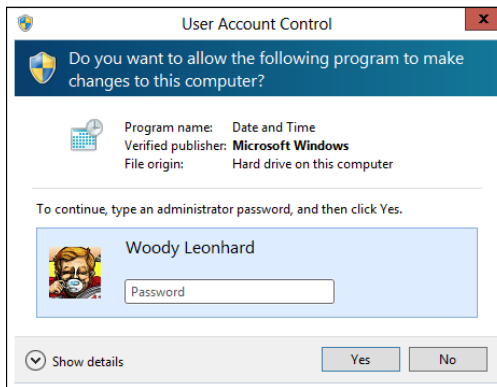 User Account Control
x
Do you want to allow the following program to make
changes to this computer?
Program name: Date and Time
Verified publisher: Microsoft Windows
File origin: Hard drive on this computer
To continue, type an administrator password, and then click Yes.
Woody Leonhard
Password
Show details
Yes No